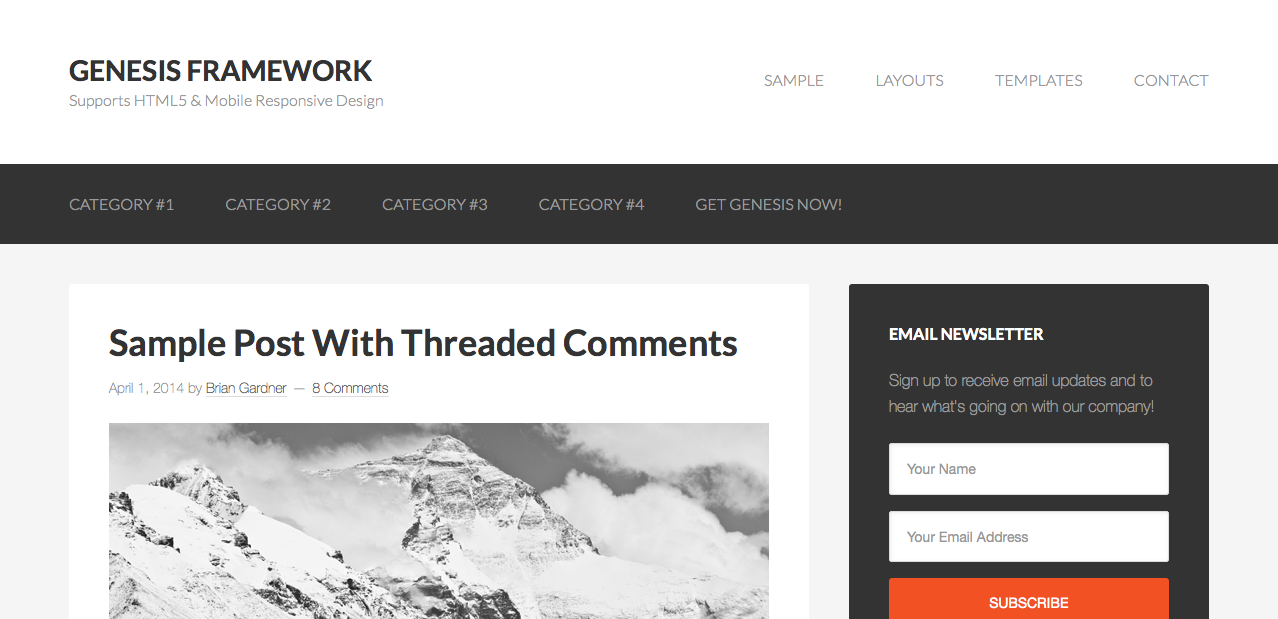 GENESIS FRAMEWORK
Supports HTML5 & Mobile Responsive Design
SAMPLE LAYOUTS TEMPLATES CONTACT
CATEGORY #1 CATEGORY #2 CATEGORY #3 CATEGORY #4 GET GENESIS NOW!
Sample Post With Threaded Comments
April 1, 2014 by Brian Gardner — 8 Comments
EMAIL NEWSLETTER
Sign up to receive email updates and to
hear what's going on with our company!
Your Name
Your Email Address
SUBSCRIBE